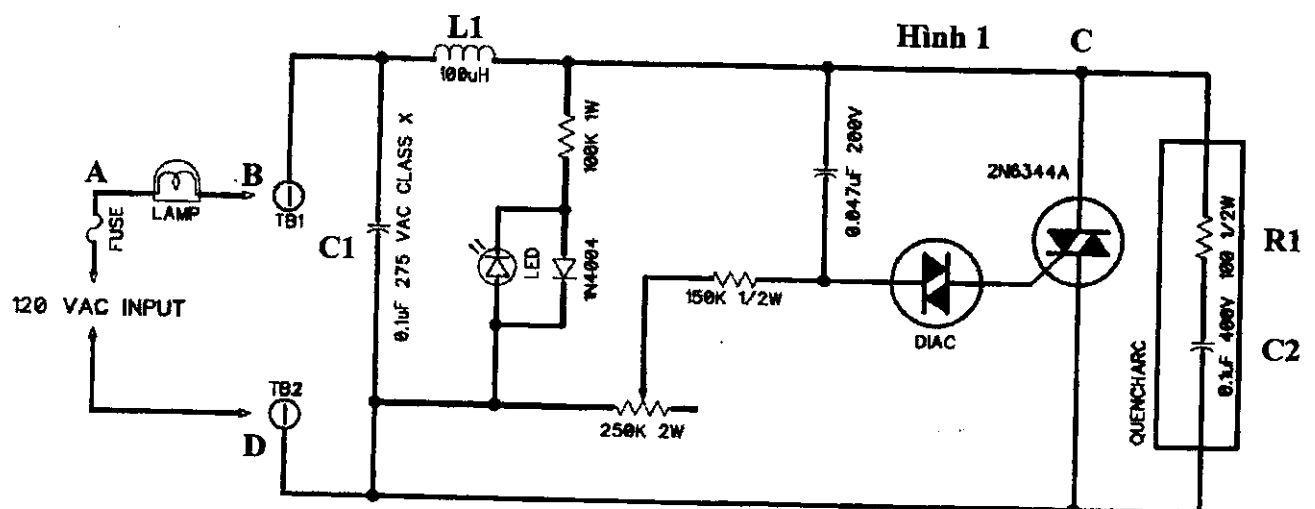 L1
100uH
Hình 1
C
A
FUSE
LAMP
B
TB1
C1
0.1uF 275 VAC CLASS X
100K 1W
LED
1N4004
0.047uF 200V
2N6344A
150K 1/2W
DIAC
R1
100 1/2W
C2
0.1uF 400V
QUENCHARC
120 VAC INPUT
TB2
D
250K 2W